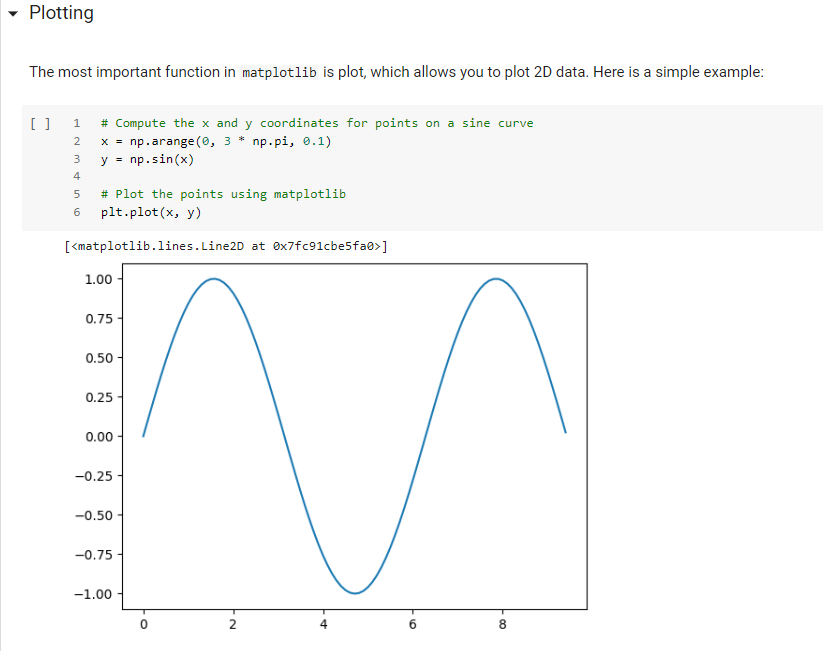 Plotting
The most important function in matplotlib is plot, which allows you to plot 2D data. Here is a simple example:
[ ] 1 # Compute the x and y coordinates for points on a sine curve
2 x = np.arange(0, 3 * np.pi, 0.1)
3 y = np.sin(x)
4
5 # Plot the points using matplotlib
6 plt.plot(x, y)
[<matplotlib.lines.Line2D at 0x7fc91cbe5fa0>]
1.00
0.75
0.50
0.25
0.00
−0.25
−0.50
−0.75
−1.00
0 2 4 6 8